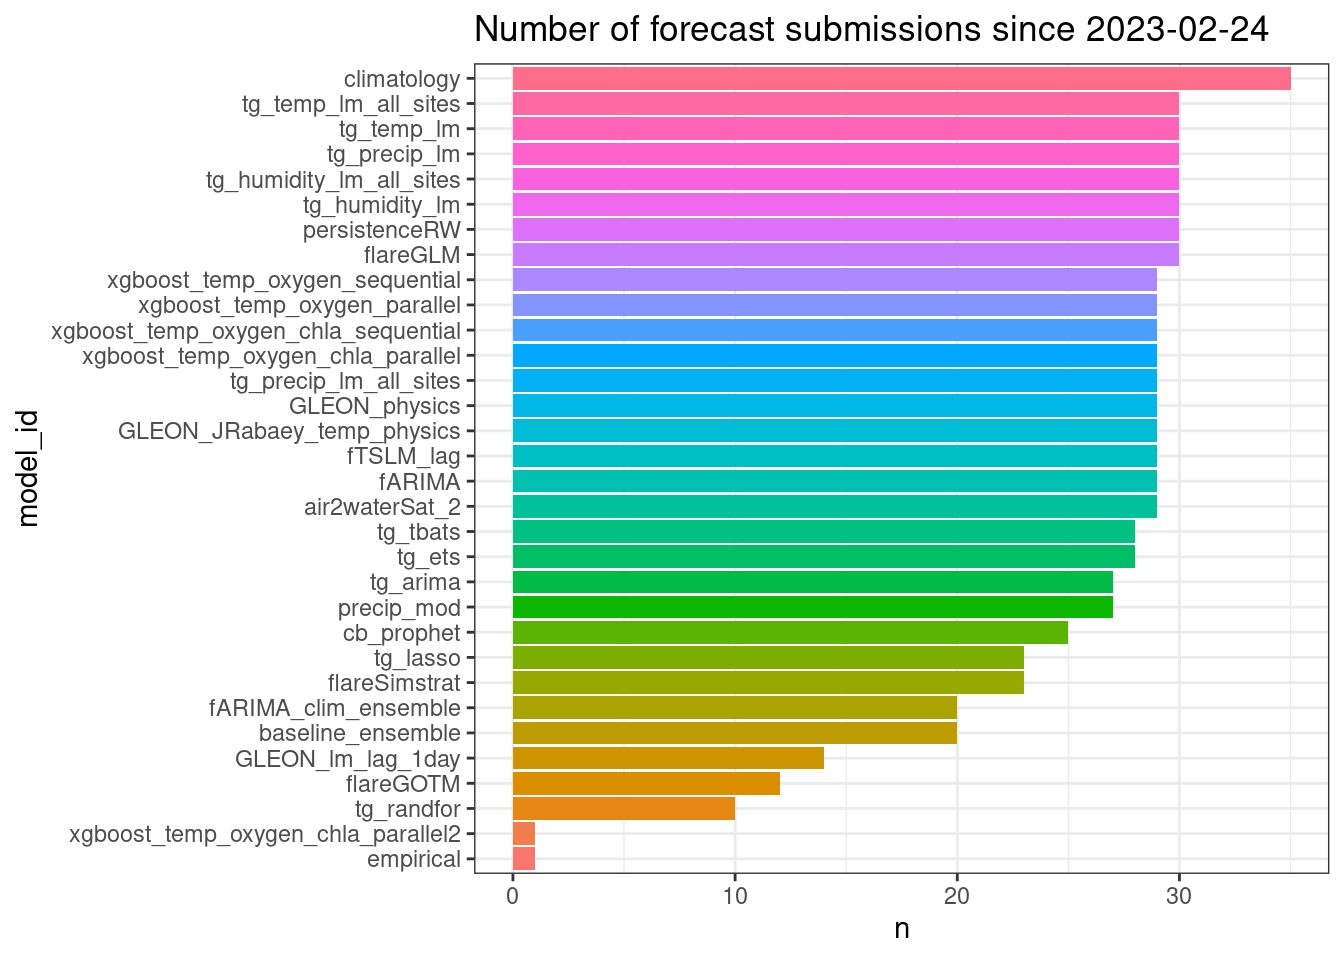 Number of forecast submissions since 2023-02-24
climatology
tg_temp_lm_all_sites
tg_temp_lm
tg_precip_lm
tg_humidity_lm_all_sites
tg_humidity_lm
persistenceRW
flareGLM
xgboost_temp_oxygen_sequential
xgboost_temp_oxygen_parallel
xgboost_temp_oxygen_chla_sequential
xgboost_temp_oxygen_chla_parallel
tg_precip_lm_all_sites
GLEON_physics
GLEON_JRabaey_temp_physics
fTSLM_lag
fARIMA
air2waterSat_2
tg_tbats
tg_ets
tg_arima
precip_mod
cb_prophet
tg_lasso
flareSimstrat
fARIMA_clim_ensemble
baseline_ensemble
GLEON_lm_lag_1day
flareGOTM
tg_randfor
xgboost_temp_oxygen_chla_parallel2
empirical
model_id
0 10 20 30
n